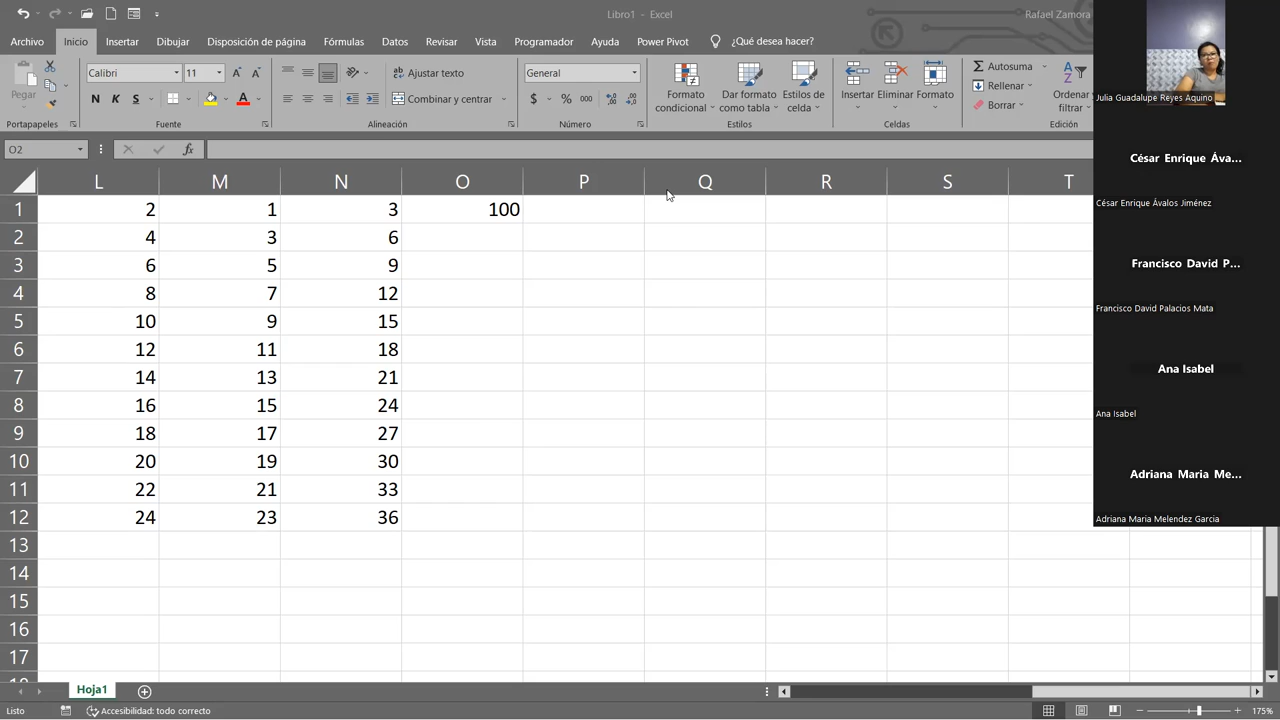 Libro1 - Excel
Rafael Zamora
Archivo Inicio Insertar Dibujar Disposición de página Fórmulas Datos Revisar Vista Programador Ayuda Power Pivot ¿Qué desea hacer?
Pegar
Calibri 11
Ajustar texto
General
Formato condicional
Dar formato como tabla
Estilos de celda
Insertar Eliminar Formato
Autosuma
Rellenar
Borrar
Ordenar filtrar
N K S
Combinar y centrar
$ % 000
Portapapeles Fuente Alineación Número Estilos Celdas Edición
O2 fx
L M N O P Q R S T
1 2 1 3 100
2 4 3 6
3 6 5 9
4 8 7 12
5 10 9 15
6 12 11 18
7 14 13 21
8 16 15 24
9 18 17 27
10 20 19 30
11 22 21 33
12 24 23 36
13
14
15
16
17
Hoja1
Listo Accesibilidad: todo correcto 175%
Julia Guadalupe Reyes Aquino
César Enrique Áva...
César Enrique Ávalos Jiménez
Francisco David P...
Francisco David Palacios Mata
Ana Isabel
Ana Isabel
Adriana Maria Me...
Adriana Maria Melendez Garcia